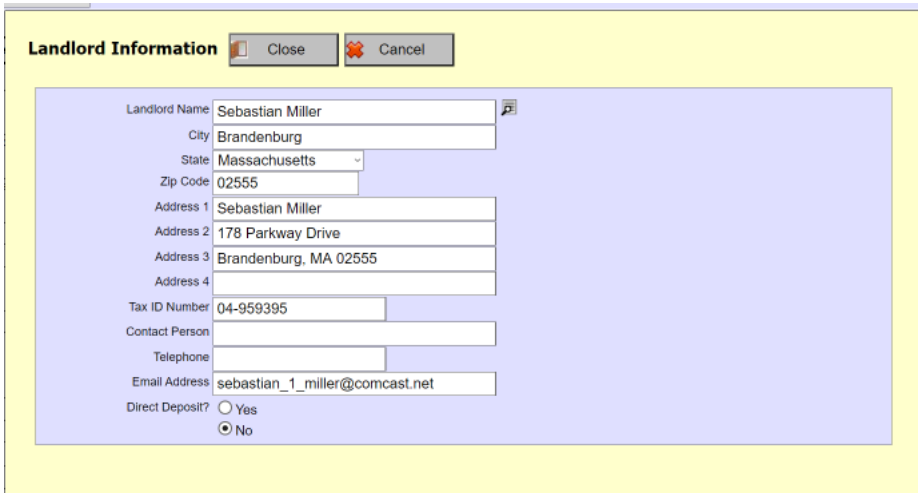 Landlord Information Close Cancel
Landlord Name Sebastian Miller
City Brandenburg
State Massachusetts
Zip Code 02555
Address 1 Sebastian Miller
Address 2 178 Parkway Drive
Address 3 Brandenburg, MA 02555
Address 4
Tax ID Number 04-959395
Contact Person
Telephone
Email Address sebastian_1_miller@comcast.net
Direct Deposit? Yes
No